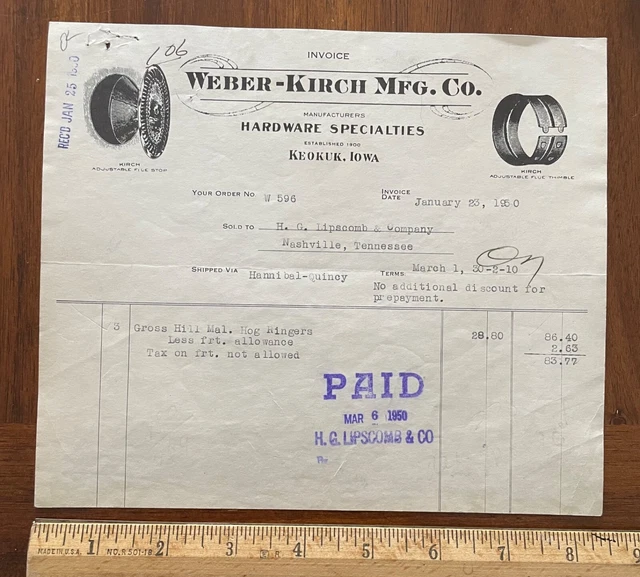 106
INVOICE
WEBER-KIRCH MFG. CO.
MANUFACTURERS
HARDWARE SPECIALTIES
ESTABLISHED 1900
KEOKUK, IOWA
REC'D JAN 25 1950
KIRCH
ADJUSTABLE FLUE STOP
KIRCH
ADJUSTABLE FLUE THIMBLE
YOUR ORDER NO W 596
INVOICE DATE January 23, 1950
SOLD TO H. G. Lipscomb & Company
Nashville, Tennessee
SHIPPED VIA Hannibal-Quincy
TERMS March 1, 30-2-10
No additional discount for
prepayment.
3 Gross Hill Mal. Hog Ringers 28.80 86.40
Less frt. allowance 2.63
Tax on frt. not allowed 83.77
PAID
MAR 6 1950
H. G. LIPSCOMB & CO
MADE IN U.S.A. 1 NO. R 501-18 2 3 4 5 6 7 8 9